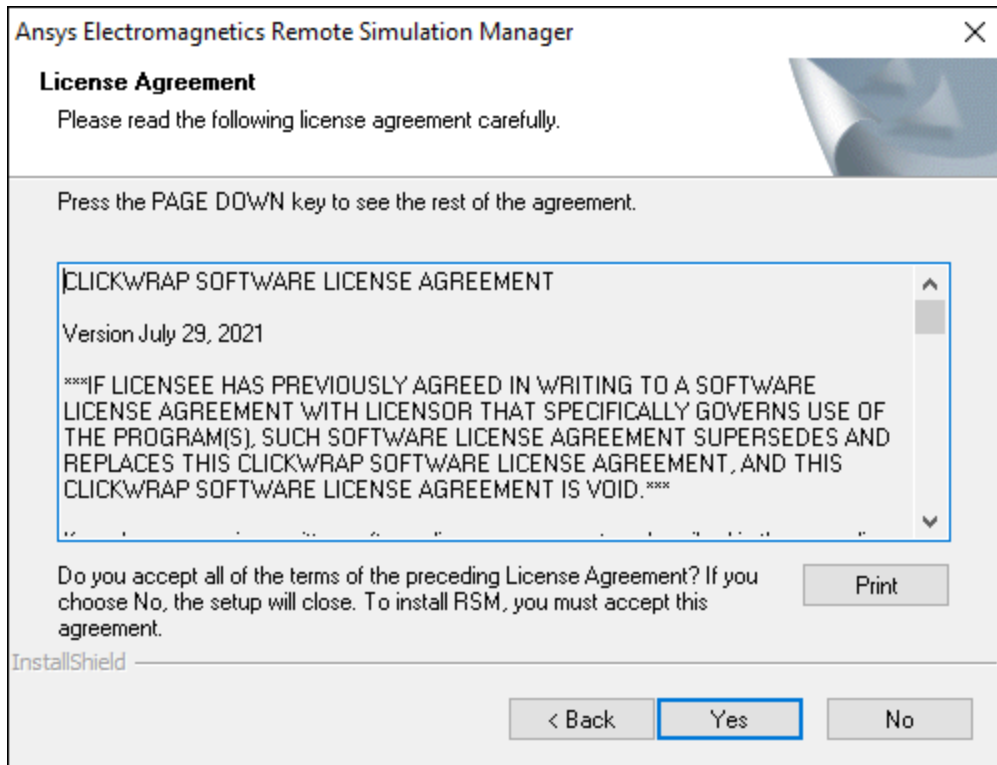 Ansys Electromagnetics Remote Simulation Manager
License Agreement
Please read the following license agreement carefully.
Press the PAGE DOWN key to see the rest of the agreement.
CLICKWRAP SOFTWARE LICENSE AGREEMENT
Version July 29, 2021
***IF LICENSEE HAS PREVIOUSLY AGREED IN WRITING TO A SOFTWARE
LICENSE AGREEMENT WITH LICENSOR THAT SPECIFICALLY GOVERNS USE OF
THE PROGRAM(S), SUCH SOFTWARE LICENSE AGREEMENT SUPERSEDES AND
REPLACES THIS CLICKWRAP SOFTWARE LICENSE AGREEMENT, AND THIS
CLICKWRAP SOFTWARE LICENSE AGREEMENT IS VOID.***
Do you accept all of the terms of the preceding License Agreement? If you
choose No, the setup will close. To install RSM, you must accept this
agreement.
Print
InstallShield
< Back
Yes
No